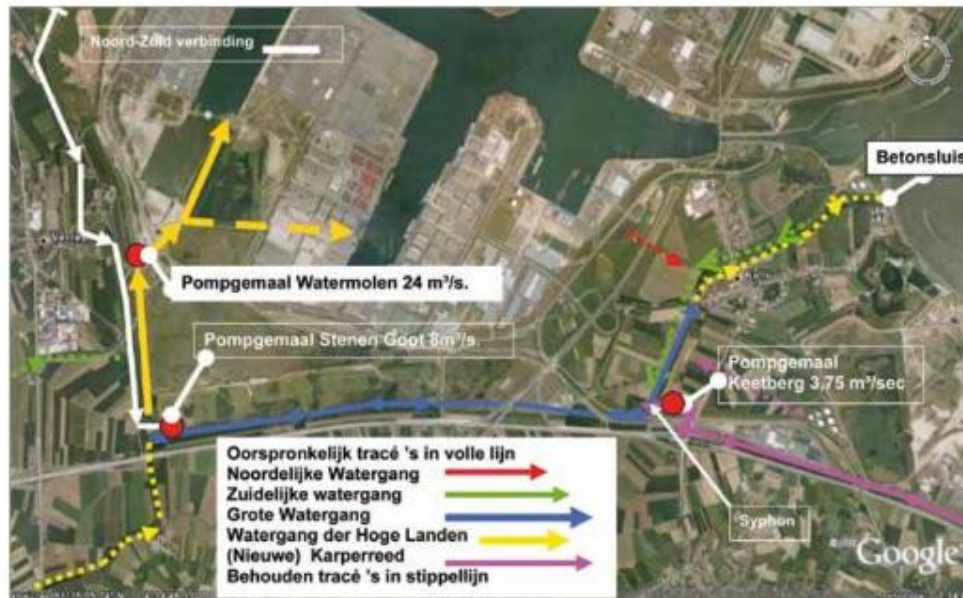 Noord-Zuid verbinding
Betonsluis
Pompgemaal Watermolen 24 m³/s.
Pompgemaal Stenen Goot 8m³/s.
Pompgemaal
Keetberg 3,75 m³/sec
Oorspronkelijk tracé 's in volle lijn
Noordelijke Watergang
Zuidelijke watergang
Grote Watergang
Watergang der Hoge Landen
(Nieuwe) Karperreed
Behouden tracé 's in stippellijn
Syphon
Google